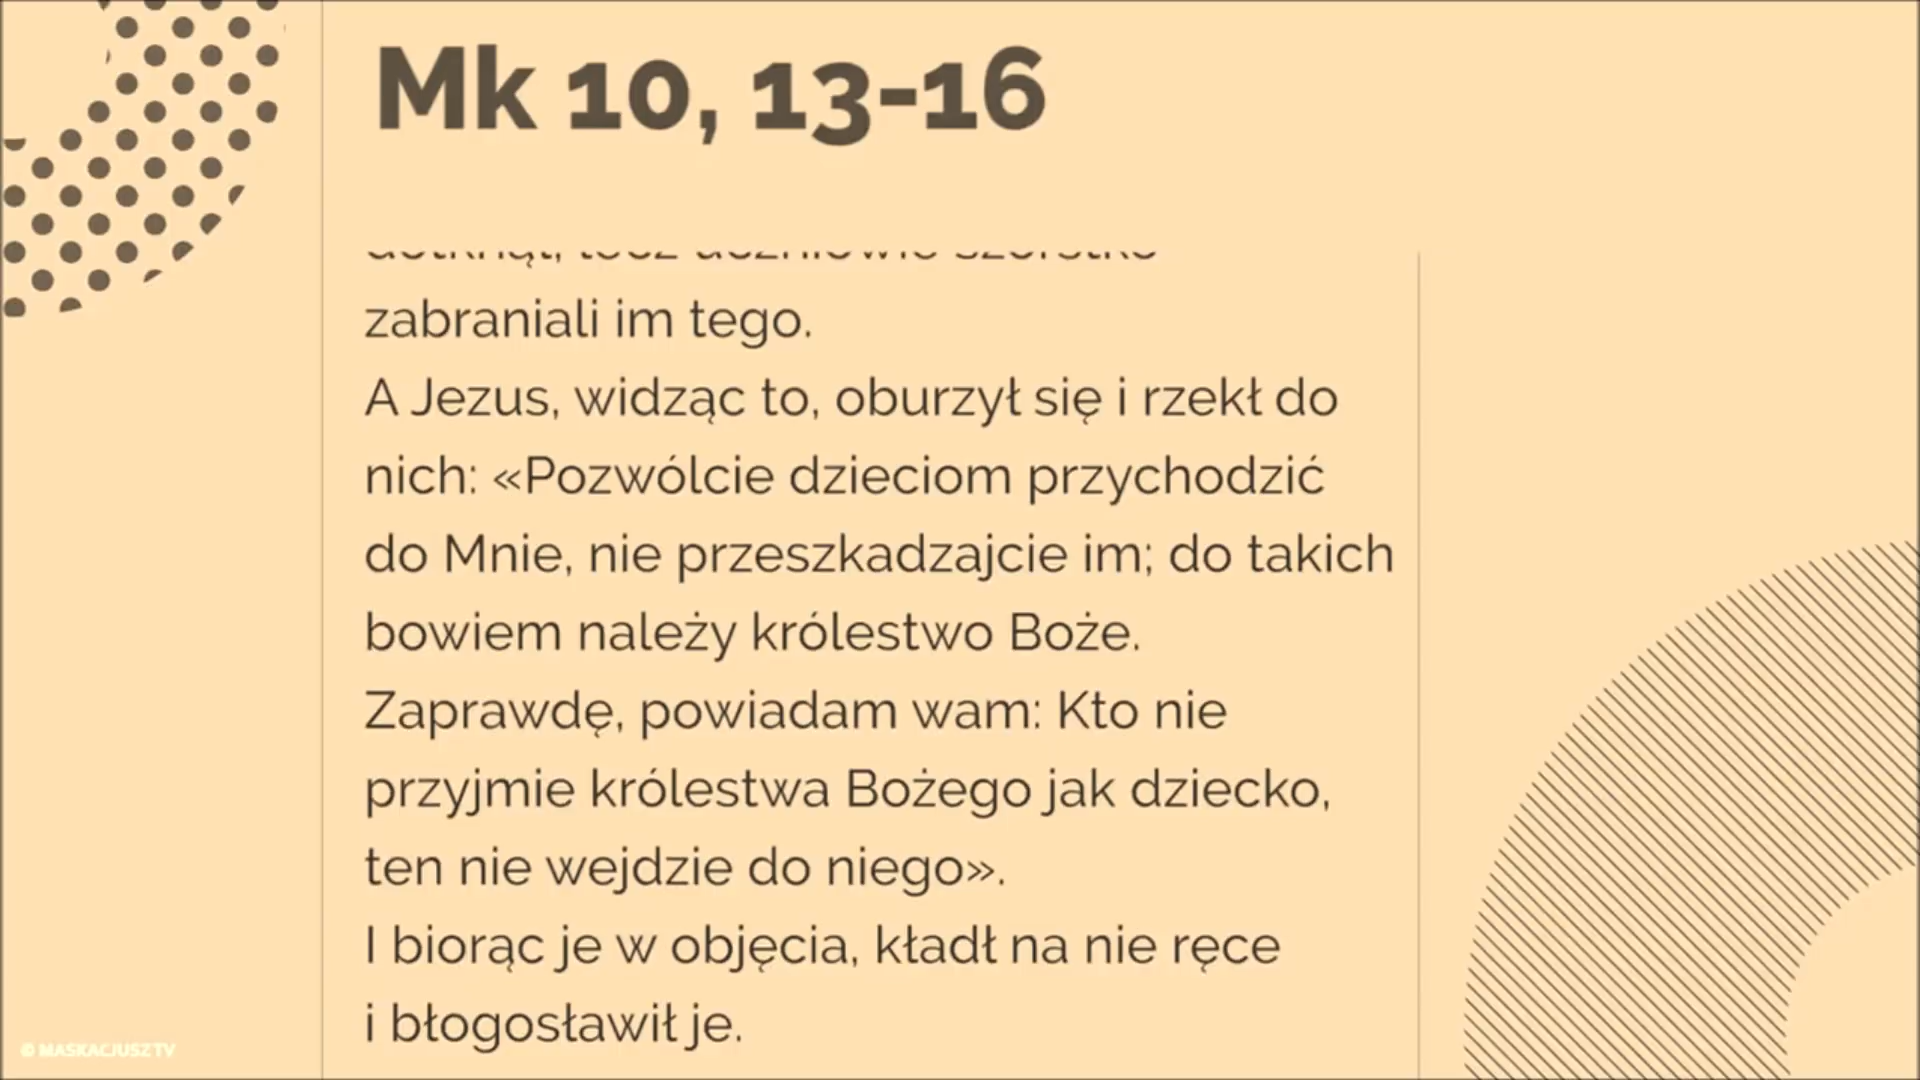 Mk 10, 13-16
zabraniali im tego.
A Jezus, widząc to, oburzył się i rzekł do
nich: «Pozwólcie dzieciom przychodzić
do Mnie, nie przeszkadzajcie im; do takich
bowiem należy królestwo Boże.
Zaprawdę, powiadam wam: Kto nie
przyjmie królestwa Bożego jak dziecko,
ten nie wejdzie do niego».
I biorąc je w objęcia, kładł na nie ręce
i błogosławił je.
© MASKACJUSZ TV